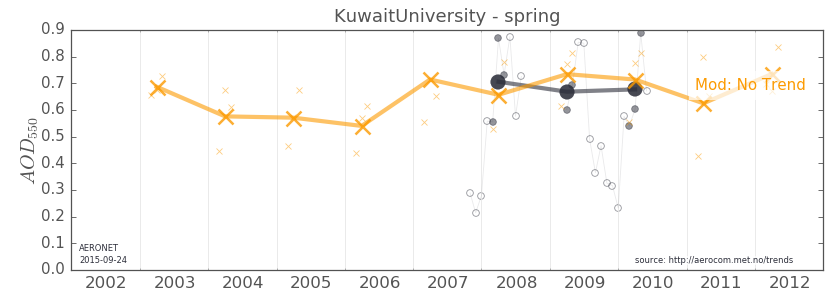 KuwaitUniversity - spring
0.9
0.8
0.7
0.6
0.5
0.4
0.3
0.2
0.1
0.0
AOD550
Mod: No Trend
AERONET
2015-09-24
source: http://aerocom.met.no/trends
2002 2003 2004 2005 2006 2007 2008 2009 2010 2011 2012